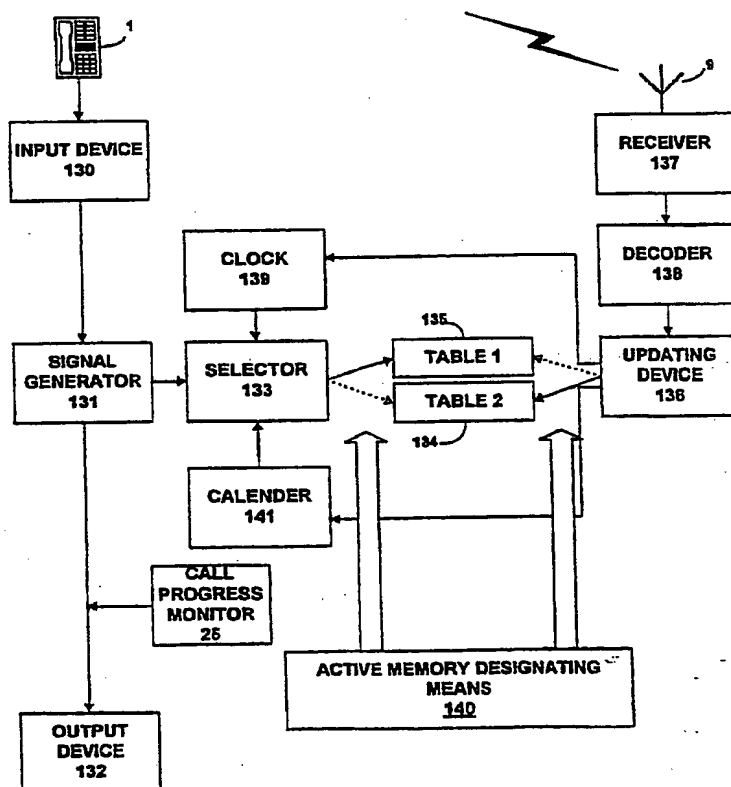 1
9
INPUT DEVICE
130
RECEIVER
137
CLOCK
139
DECODER
138
135
SIGNAL
GENERATOR
131
SELECTOR
133
TABLE 1
TABLE 2
UPDATING
DEVICE
136
134
CALENDER
141
CALL
PROGRESS
MONITOR
25
ACTIVE MEMORY DESIGNATING
MEANS
140
OUTPUT
DEVICE
132